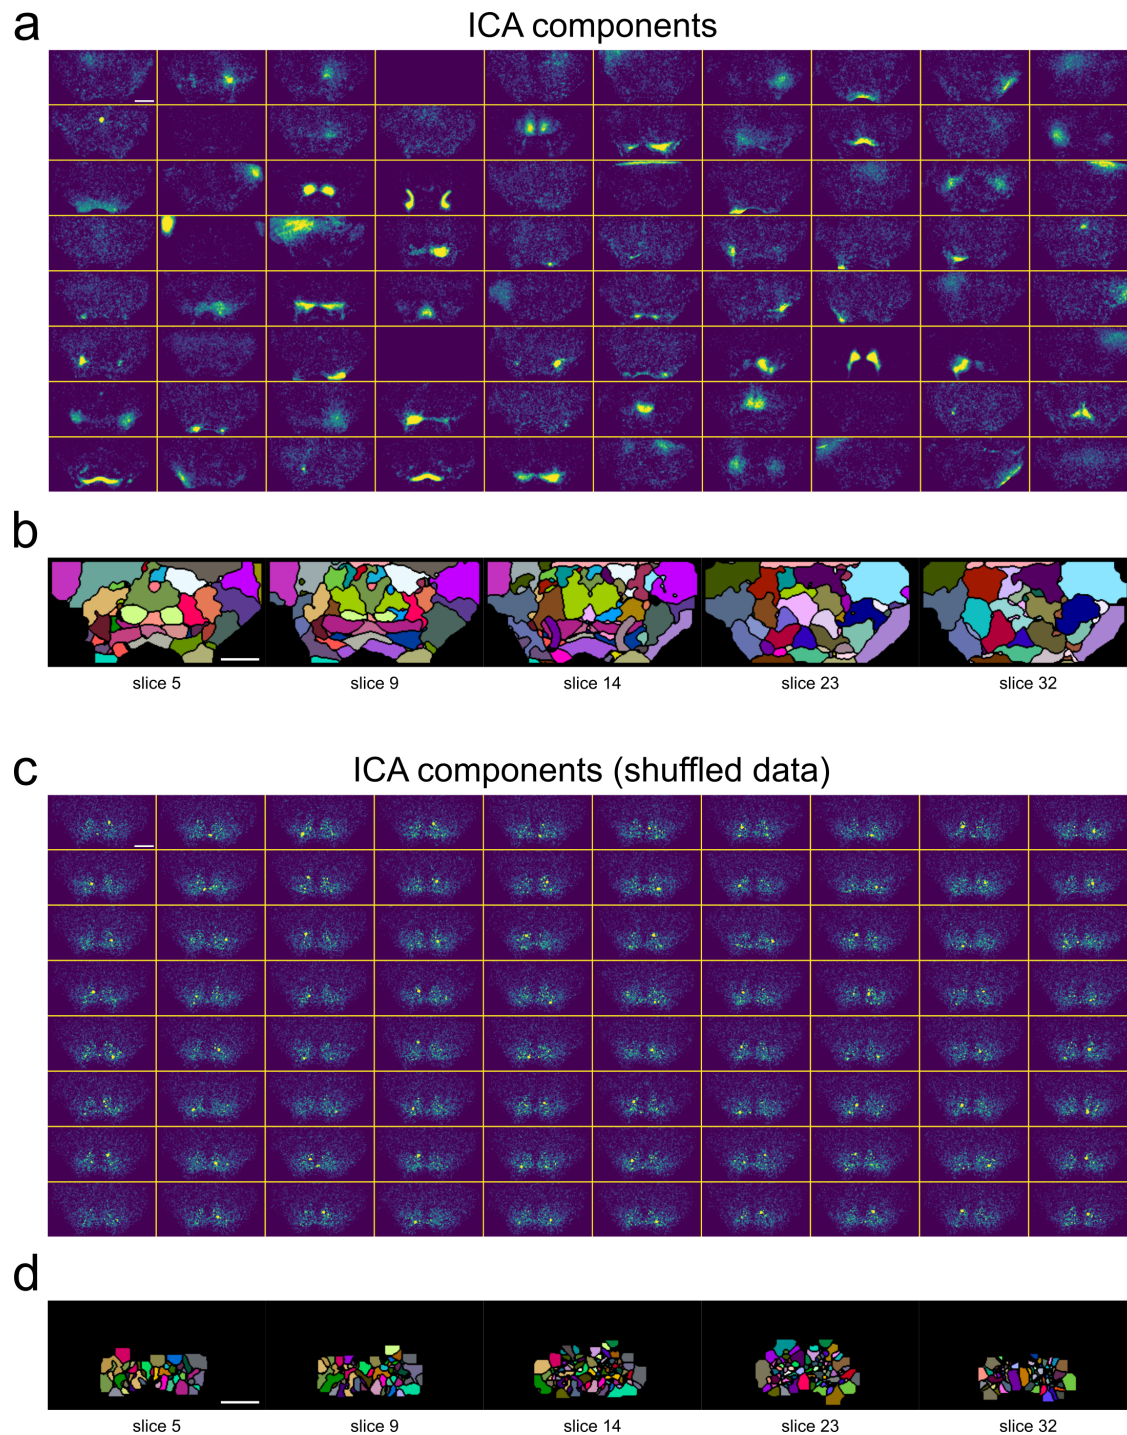 a
ICA components
b
slice 5 slice 9 slice 14 slice 23 slice 32
c
ICA components (shuffled data)
d
slice 5 slice 9 slice 14 slice 23 slice 32